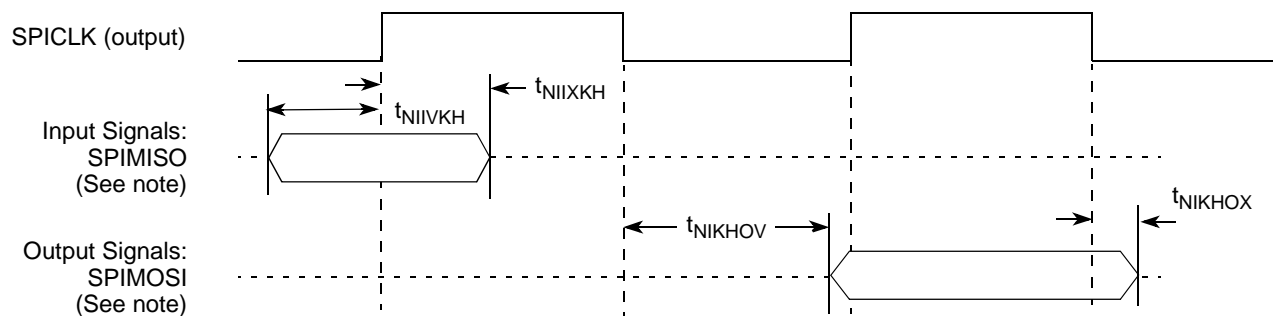 SPICLK (output)
tNIIXKH
tNIIVKH
Input Signals:
SPIMISO
(See note)
tNIKHOX
tNIKHOV
Output Signals:
SPIMOSI
(See note)